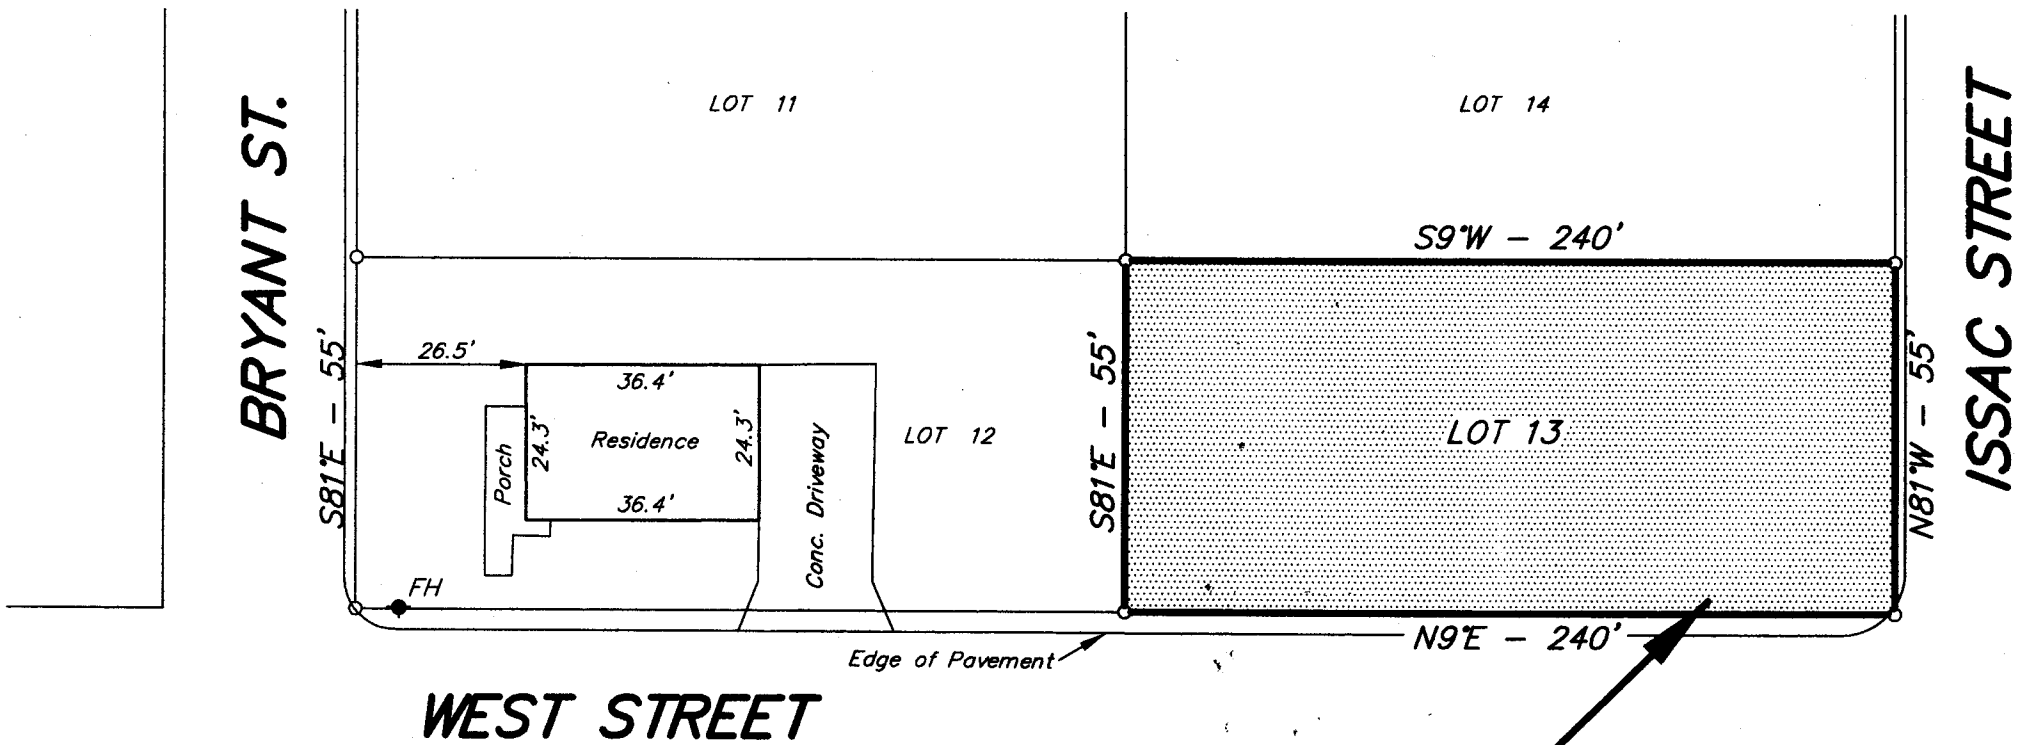 BRYANT ST.
LOT 11
LOT 14
ISSAC STREET
S9°W - 240'
S81°E - 55'
26.5'
36.4'
24.3'
Residence
24.3'
36.4'
Porch
Conc. Driveway
LOT 12
S81°E - 55'
LOT 13
N81°W - 55'
FH
N9°E - 240'
Edge of Pavement
WEST STREET